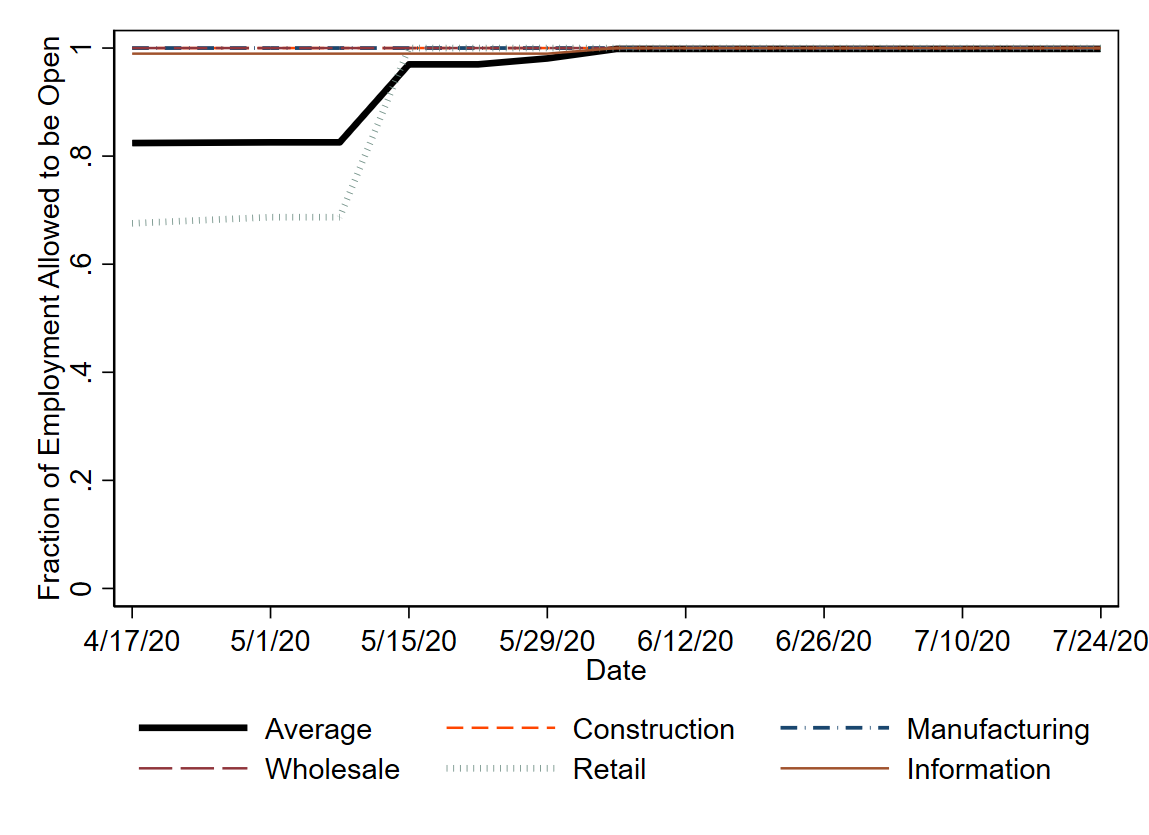 Fraction of Employment Allowed to be Open
1
.8
.6
.4
.2
0
4/17/20 5/1/20 5/15/20 5/29/20 6/12/20 6/26/20 7/10/20 7/24/20
Date
Average Construction Manufacturing
Wholesale Retail Information